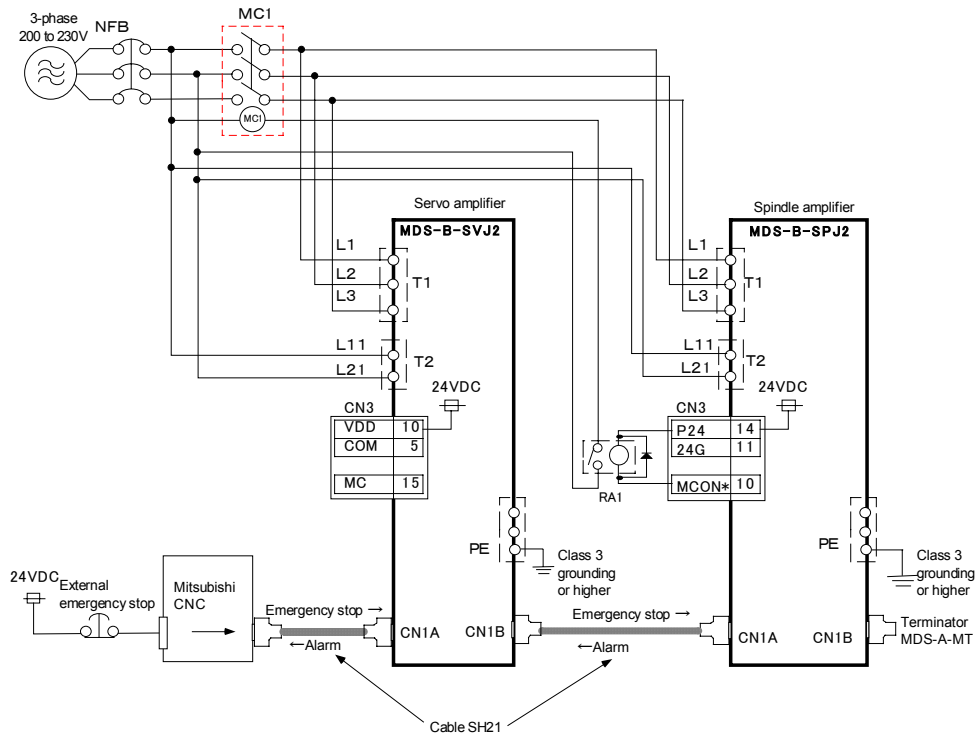 MC1
3-phase
200 to 230V
NFB
MC1
Servo amplifier
MDS-B-SVJ2
L1
L2
L3
T1
L11
L21
T2
24VDC
CN3
VDD 10
COM 5
MC 15
PE
Class 3
grounding
or higher
Spindle amplifier
MDS-B-SPJ2
L1
L2
L3
T1
L11
L21
T2
24VDC
CN3
P24 14
24G 11
MCON* 10
RA1
PE
Class 3
grounding
or higher
24VDC
External
emergency stop
Mitsubishi
CNC
Emergency stop →
←Alarm
CN1A
CN1B
Emergency stop →
←Alarm
CN1A
CN1B
Terminator
MDS-A-MT
Cable SH21